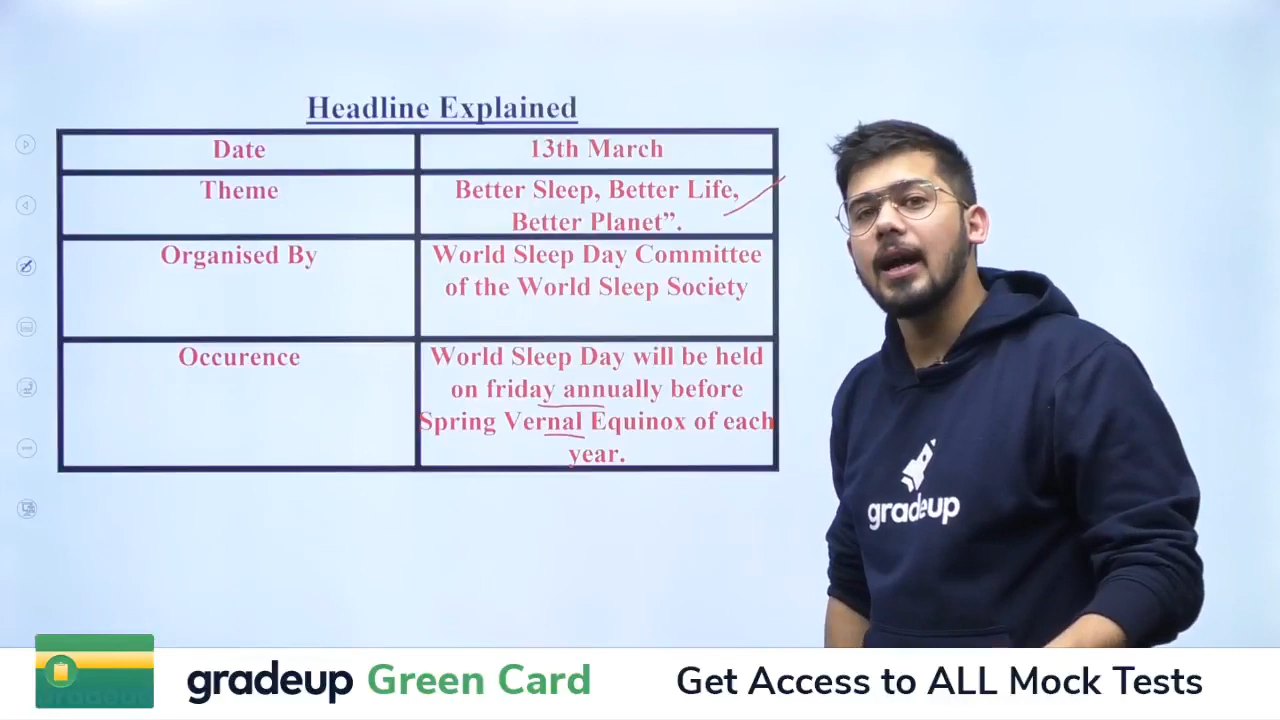 Headline Explained
Date
13th March
Theme
Better Sleep, Better Life,
Better Planet”.
Organised By
World Sleep Day Committee
of the World Sleep Society
Occurence
World Sleep Day will be held
on friday annually before
Spring Vernal Equinox of each
year.
gradeup
gradeup Green Card
Get Access to ALL Mock Tests